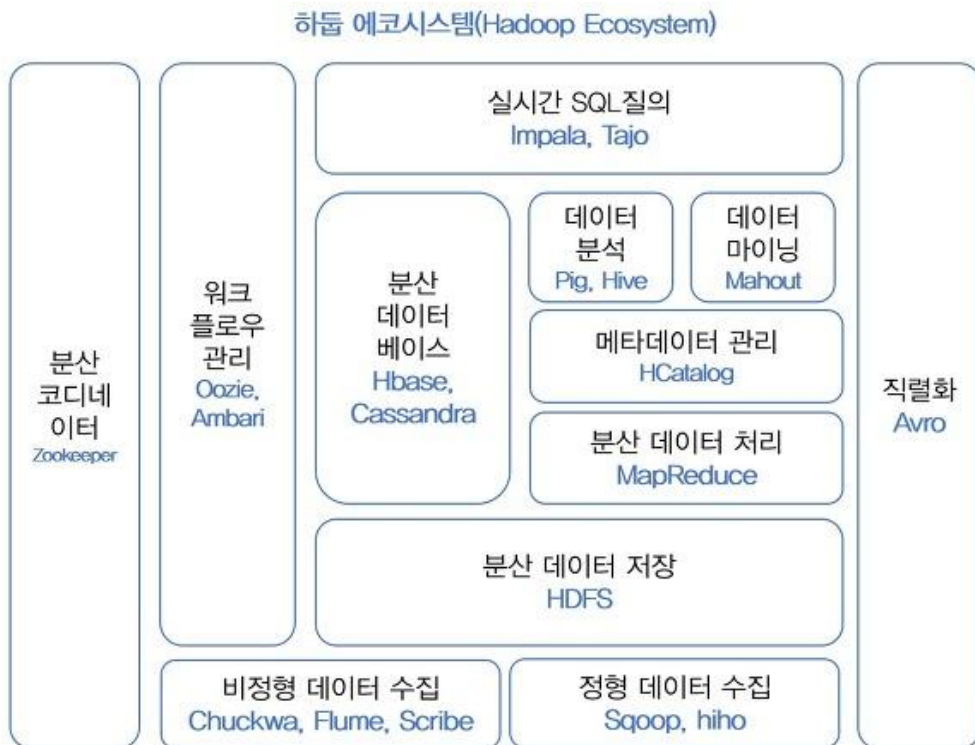 하둡 에코시스템(Hadoop Ecosystem)
분산
코디네
이터
Zookeeper
워크
플로우
관리
Oozie,
Ambari
실시간 SQL질의
Impala, Tajo
분산
데이터
베이스
Hbase,
Cassandra
데이터
분석
Pig, Hive
데이터
마이닝
Mahout
메타데이터 관리
HCatalog
분산 데이터 처리
MapReduce
분산 데이터 저장
HDFS
직렬화
Avro
비정형 데이터 수집
Chuckwa, Flume, Scribe
정형 데이터 수집
Sqoop, hiho